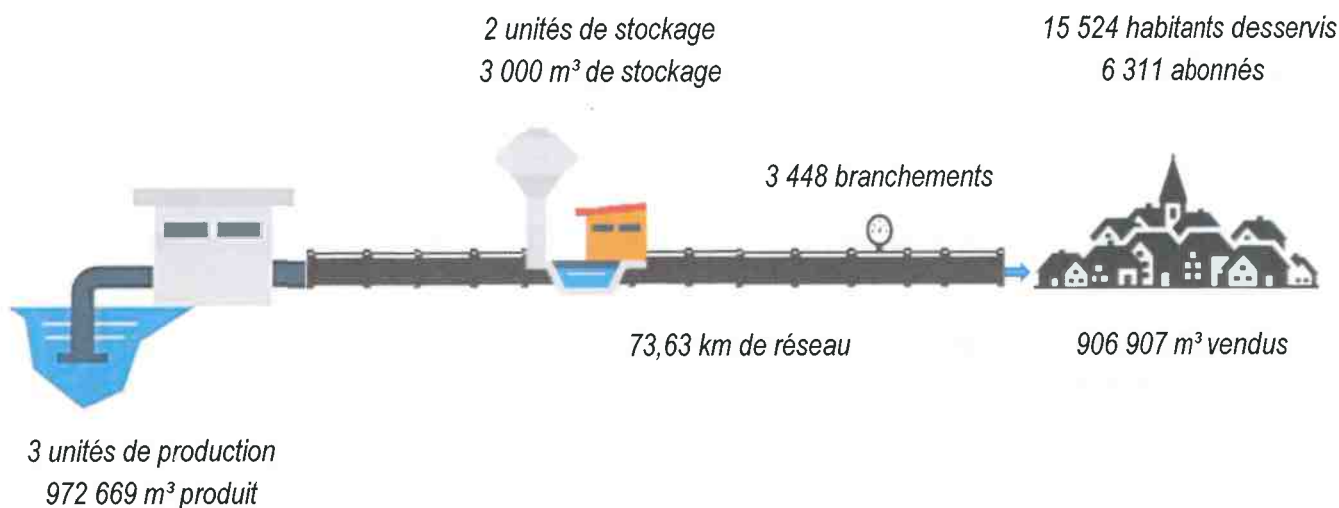 2 unités de stockage
3 000 m³ de stockage
15 524 habitants desservis
6 311 abonnés
3 448 branchements
73,63 km de réseau
906 907 m³ vendus
3 unités de production
972 669 m³ produit